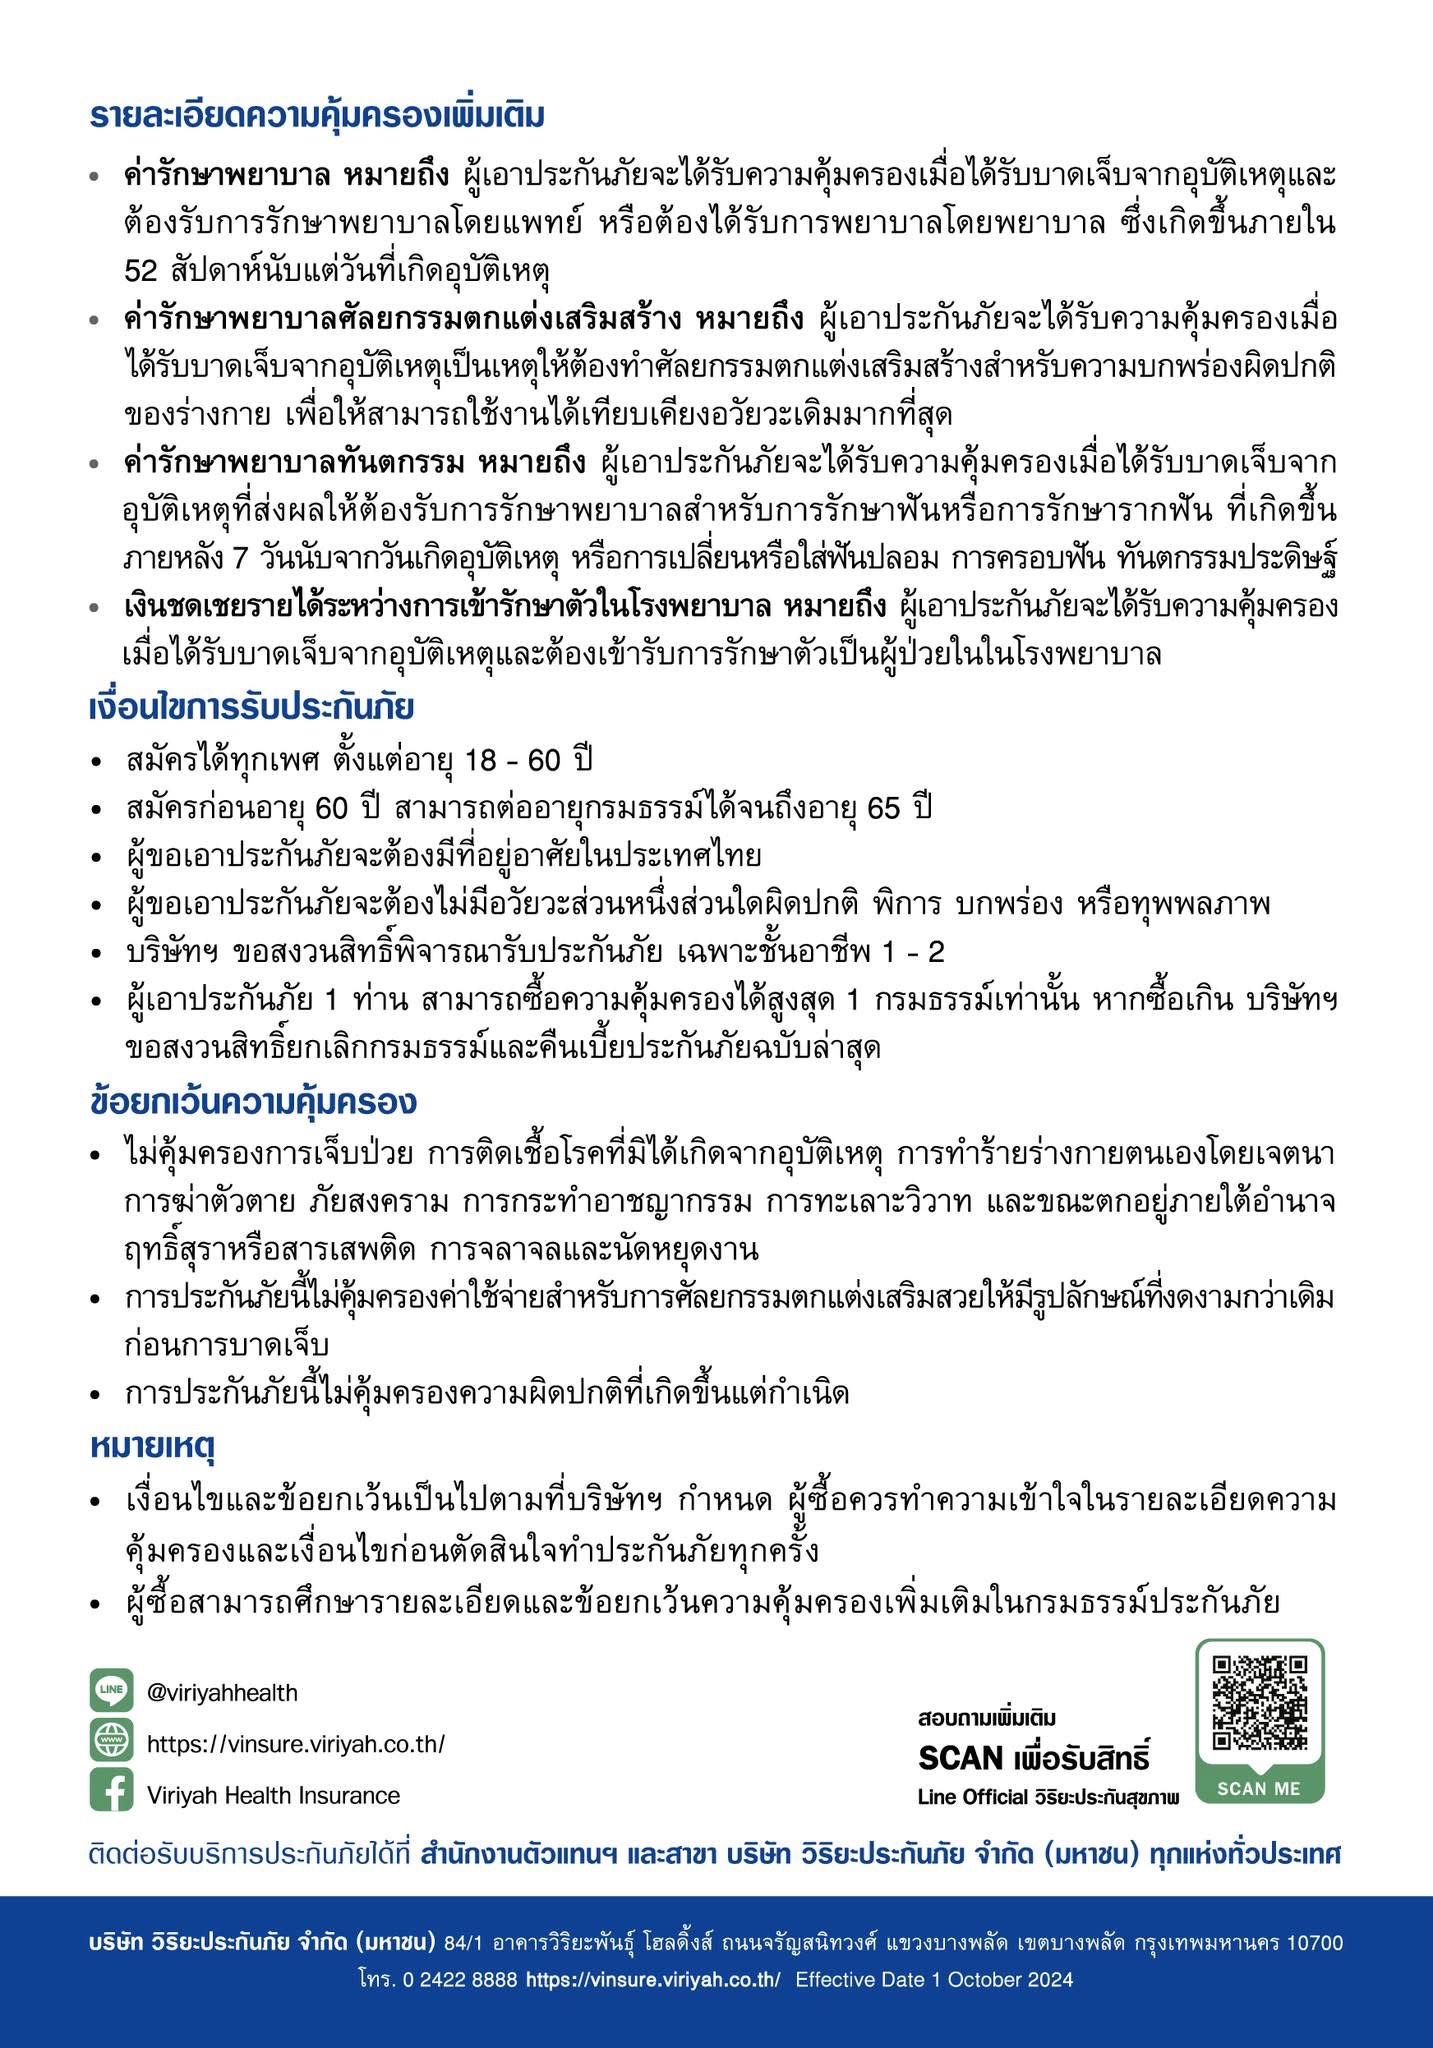 รายละเอียดความคุ้มครองเพิ่มเติม
• ค่ารักษาพยาบาล หมายถึง ผู้เอาประกันภัยจะได้รับความคุ้มครองเมื่อได้รับบาดเจ็บจากอุบัติเหตุและ
ต้องรับการรักษาพยาบาลโดยแพทย์ หรือต้องได้รับการพยาบาลโดยพยาบาล ซึ่งเกิดขึ้นภายใน
52 สัปดาห์นับแต่วันที่เกิดอุบัติเหตุ
• ค่ารักษาพยาบาลศัลยกรรมตกแต่งเสริมสร้าง หมายถึง ผู้เอาประกันภัยจะได้รับความคุ้มครองเมื่อ
ได้รับบาดเจ็บจากอุบัติเหตุเป็นเหตุให้ต้องทำศัลยกรรมตกแต่งเสริมสร้างสำหรับความบกพร่องผิดปกติ
ของร่างกาย เพื่อให้สามารถใช้งานได้เทียบเคียงอวัยวะเดิมมากที่สุด
• ค่ารักษาพยาบาลทันตกรรม หมายถึง ผู้เอาประกันภัยจะได้รับความคุ้มครองเมื่อได้รับบาดเจ็บจาก
อุบัติเหตุที่ส่งผลให้ต้องรับการรักษาพยาบาลสำหรับการรักษาฟันหรือการรักษารากฟัน ที่เกิดขึ้น
ภายหลัง 7 วันนับจากวันเกิดอุบัติเหตุ หรือการเปลี่ยนหรือใส่ฟันปลอม การครอบฟัน ทันตกรรมประดิษฐ์
• เงินชดเชยรายได้ระหว่างการเข้ารักษาตัวในโรงพยาบาล หมายถึง ผู้เอาประกันภัยจะได้รับความคุ้มครอง
เมื่อได้รับบาดเจ็บจากอุบัติเหตุและต้องเข้ารับการรักษาตัวเป็นผู้ป่วยในในโรงพยาบาล
เงื่อนไขการรับประกันภัย
• สมัครได้ทุกเพศ ตั้งแต่อายุ 18 - 60 ปี
• สมัครก่อนอายุ 60 ปี สามารถต่ออายุกรมธรรม์ได้จนถึงอายุ 65 ปี
• ผู้ขอเอาประกันภัยจะต้องมีที่อยู่อาศัยในประเทศไทย
• ผู้ขอเอาประกันภัยจะต้องไม่มีอวัยวะส่วนหนึ่งส่วนใดผิดปกติ พิการ บกพร่อง หรือทุพพลภาพ
• บริษัทฯ ขอสงวนสิทธิ์พิจารณารับประกันภัย เฉพาะชั้นอาชีพ 1 - 2
• ผู้เอาประกันภัย 1 ท่าน สามารถซื้อความคุ้มครองได้สูงสุด 1 กรมธรรม์เท่านั้น หากซื้อเกิน บริษัทฯ
ขอสงวนสิทธิ์ยกเลิกกรมธรรม์และคืนเบี้ยประกันภัยฉบับล่าสุด
ข้อยกเว้นความคุ้มครอง
• ไม่คุ้มครองการเจ็บป่วย การติดเชื้อโรคที่มิได้เกิดจากอุบัติเหตุ การทำร้ายร่างกายตนเองโดยเจตนา
การฆ่าตัวตาย ภัยสงคราม การกระทำอาชญากรรม การทะเลาะวิวาท และขณะตกอยู่ภายใต้อำนาจ
ฤทธิ์สุราหรือสารเสพติด การจลาจลและนัดหยุดงาน
• การประกันภัยนี้ไม่คุ้มครองค่าใช้จ่ายสำหรับการศัลยกรรมตกแต่งเสริมสวยให้มีรูปลักษณ์ที่งดงามกว่าเดิม
ก่อนการบาดเจ็บ
• การประกันภัยนี้ไม่คุ้มครองความผิดปกติที่เกิดขึ้นแต่กำเนิด
หมายเหตุ
• เงื่อนไขและข้อยกเว้นเป็นไปตามที่บริษัทฯ กำหนด ผู้ซื้อควรทำความเข้าใจในรายละเอียดความ
คุ้มครองและเงื่อนไขก่อนตัดสินใจทำประกันภัยทุกครั้ง
• ผู้ซื้อสามารถศึกษารายละเอียดและข้อยกเว้นความคุ้มครองเพิ่มเติมในกรมธรรม์ประกันภัย
LINE @viriyahhealth
www https://vinsure.viriyah.co.th/
Viriyah Health Insurance
สอบถามเพิ่มเติม
SCAN เพื่อรับสิทธิ์
Line Official วิริยะประกันสุขภาพ
SCAN ME
ติดต่อรับบริการประกันภัยได้ที่ สำนักงานตัวแทนฯ และสาขา บริษัท วิริยะประกันภัย จำกัด (มหาชน) ทุกแห่งทั่วประเทศ
บริษัท วิริยะประกันภัย จำกัด (มหาชน) 84/1 อาคารวิริยะพันธุ์ โฮลดิ้งส์ ถนนจรัญสนิทวงศ์ แขวงบางพลัด เขตบางพลัด กรุงเทพมหานคร 10700
โทร. 0 2422 8888 https://vinsure.viriyah.co.th/ Effective Date 1 October 2024